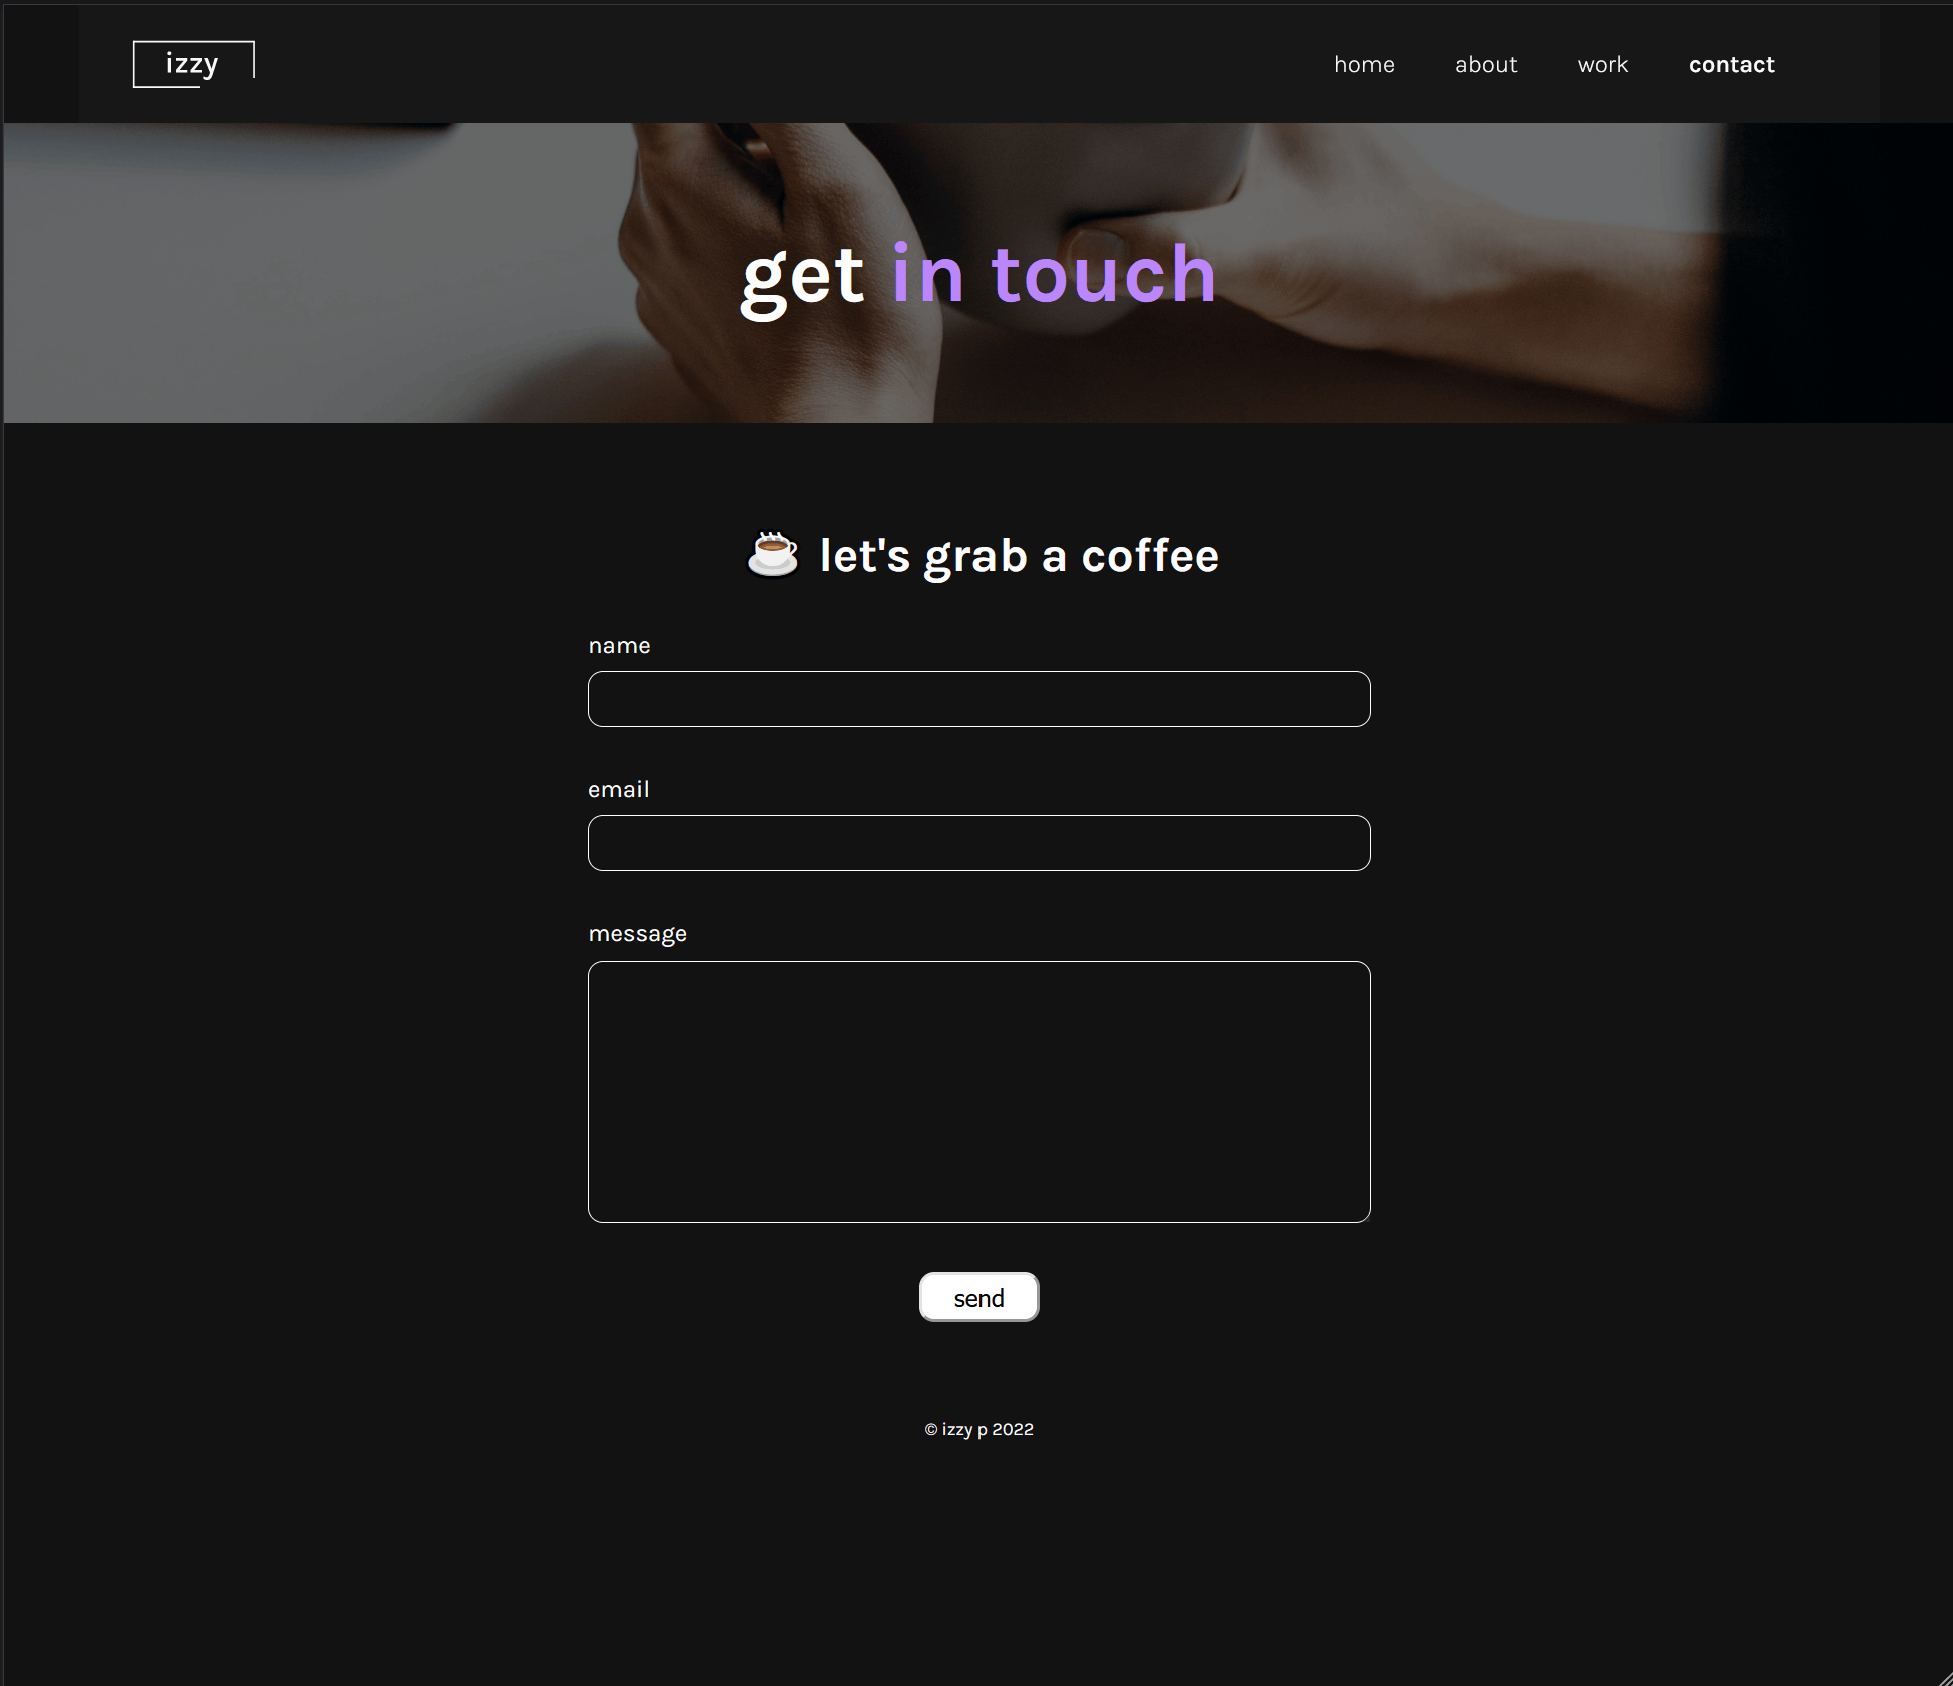 izzy
home about work contact
get in touch
☕ let's grab a coffee
name
email
message
send
© izzy p 2022